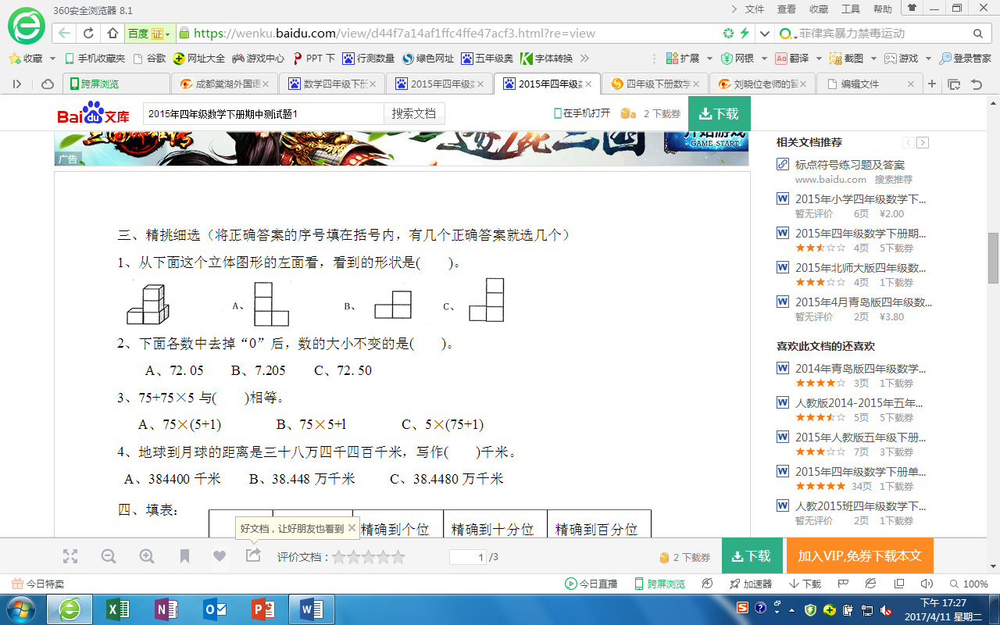 360安全浏览器 8.1
文件 查看 收藏 工具 帮助
百度 证 https://wenku.baidu.com/view/d44f7a14af1ffc4ffe47acf3.html?re=view 菲律宾暴力禁毒运动
收藏 手机收藏夹 谷歌 网址大全 游戏中心 PPT 下 行测数量 绿色网址 五年级奥 字体转换 扩展 网银 翻译 截图 游戏 登录管家
跨屏浏览 成都棠湖外国语 数学四年级下册 2015年四年级数 2015年四年级数 四年级下册数学 刘晓位老师的 编辑文件
Bai du 文库 2015年四年级数学下册期中测试题1 搜索文档 在手机打开 2 下载券 下载
开始游戏
GAME START
广告
三、精挑细选（将正确答案的序号填在括号内，有几个正确答案就选几个）
1、从下面这个立体图形的左面看，看到的形状是( )。
A、 B、 C、
2、下面各数中去掉“0”后，数的大小不变的是( )。
A、72. 05 B、7.205 C、72. 50
3、75+75×5 与( )相等。
A、75×(5+1) B、75×5+l C、5×(75+1)
4、地球到月球的距离是三十八万四千四百千米，写作( )千米。
A、384400 千米 B、38.448 万千米 C、38.4480 万千米
四、填表：
精确到个位 精确到十分位 精确到百分位
好文档，让好朋友也看到
相关文档推荐
标点符号练习题及答案
www.baidu.com 搜索推荐
2015年小学四年级数学下...
暂无评价 6页 ¥2.00
2015年四年级数学下册期...
4页 5下载券
2015年北师大版四年级数...
4页 1下载券
2015年4月青岛版四年级数...
暂无评价 2页 ¥3.80
喜欢此文档的还喜欢
2014年青岛版四年级数学...
3页 1下载券
人教版2014-2015年五年...
5页 5下载券
2015年人教版五年级下册...
7页 3下载券
2015年四年级数学下册单...
34页 1下载券
人教2015班四年级数学下...
暂无评价 2页 1下载券
评价文档： 1 /3 2 下载券 下载 加入VIP,免券下载本文
今日特卖 今日直播 跨屏浏览 加速器 下载 100%
下午 17:27
2017/4/11 星期二